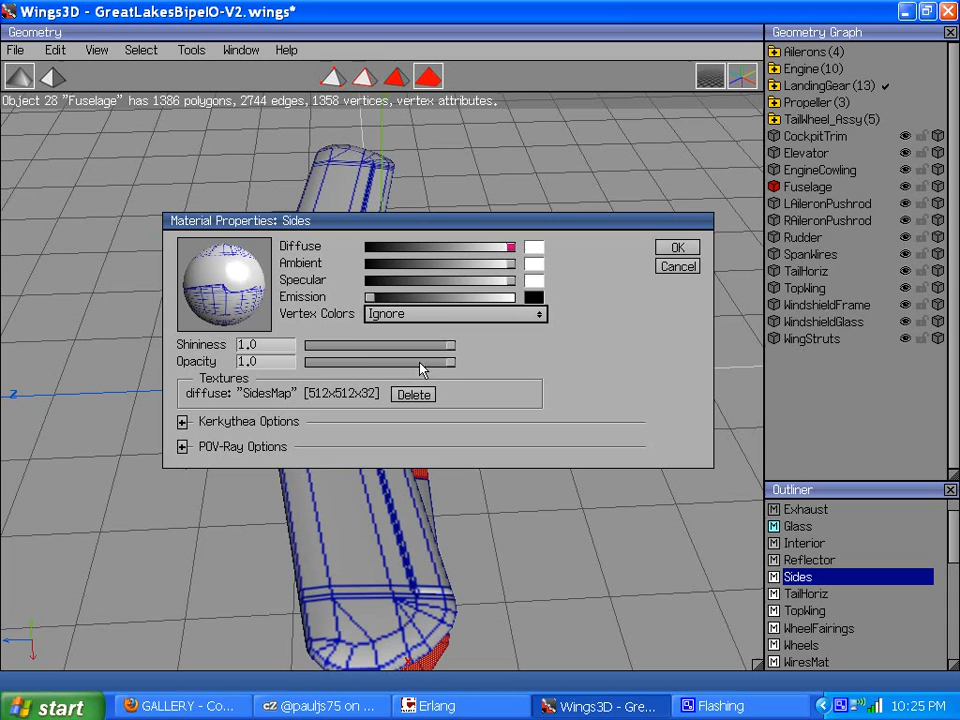 Wings3D - GreatLakesBipelO-V2.wings*
Geometry
Geometry Graph
File Edit View Select Tools Window Help
Object 28 "Fuselage" has 1386 polygons, 2744 edges, 1358 vertices, vertex attributes.
Ailerons (4)
Engine (10)
LandingGear (13)
Propeller (3)
TailWheel_Assy (5)
CockpitTrim
Elevator
EngineCowling
Fuselage
LAileronPushrod
RAileronPushrod
Rudder
SpanWires
TailHoriz
TopWing
WindshieldFrame
WindshieldGlass
WingStruts
Material Properties: Sides
Diffuse
Ambient
Specular
Emission
Vertex Colors Ignore
OK
Cancel
Shininess 1.0
Opacity 1.0
Textures
diffuse: "SidesMap" [512x512x32] Delete
Kerkythea Options
POV-Ray Options
z
Outliner
Exhaust
Glass
Interior
Reflector
Sides
TailHoriz
TopWing
WheelFairings
Wheels
WiresMat
start
GALLERY - Co...
@pauljs75 on ...
Erlang
Wings3D - Gre...
Flashing
10:25 PM